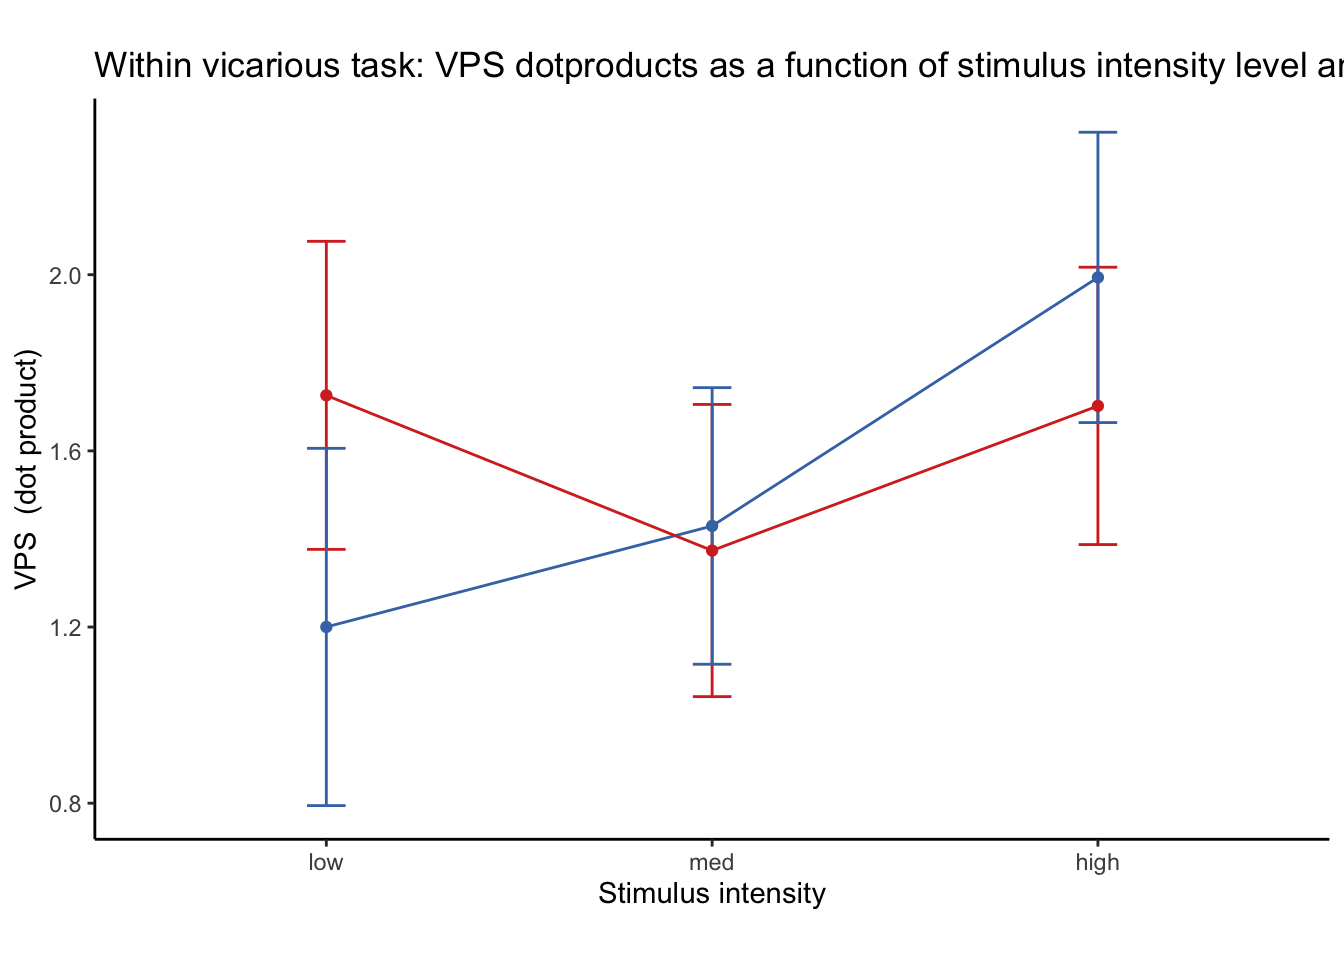 Within vicarious task: VPS dotproducts as a function of stimulus intensity level
2.0
1.6
1.2
0.8
VPS (dot product)
low med high
Stimulus intensity